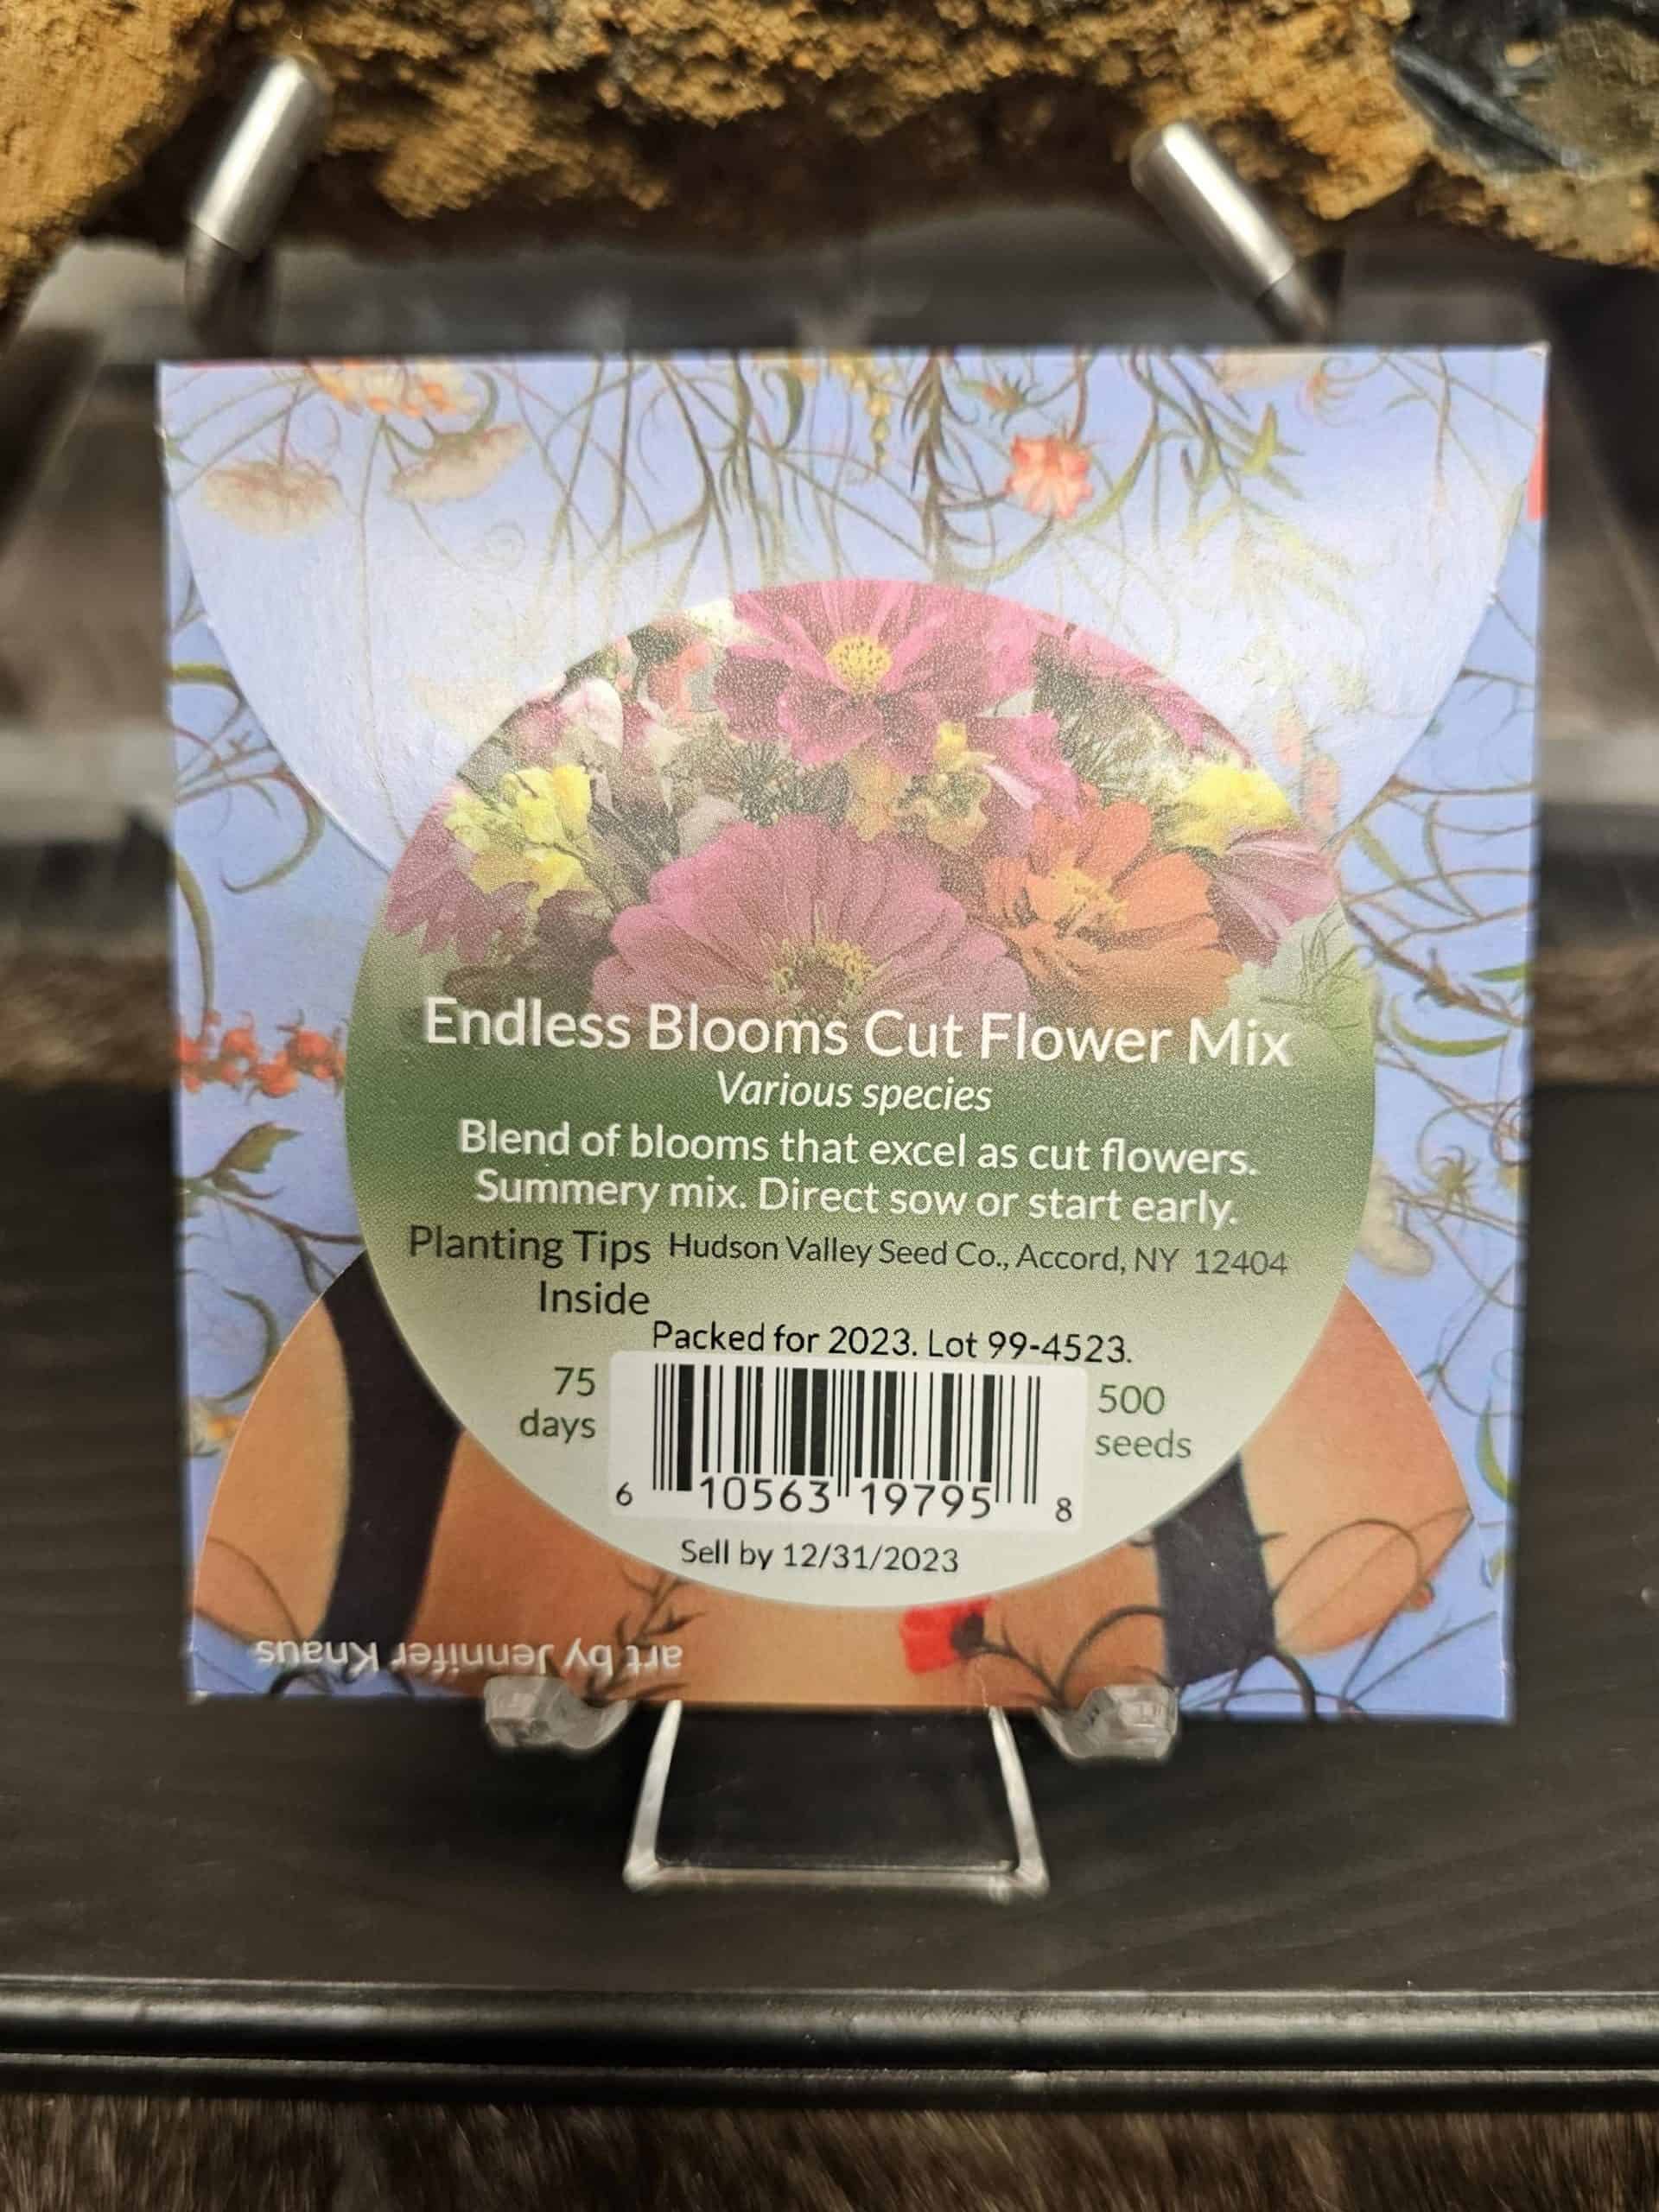 Endless Blooms Cut Flower Mix
Various species
Blend of blooms that excel as cut flowers.
Summery mix. Direct sow or start early.
Planting Tips
Inside
Hudson Valley Seed Co., Accord, NY 12404
Packed for 2023. Lot 99-4523.
75
days
500
seeds
6 10563 19795 8
Sell by 12/31/2023
art by Jennifer Knaus